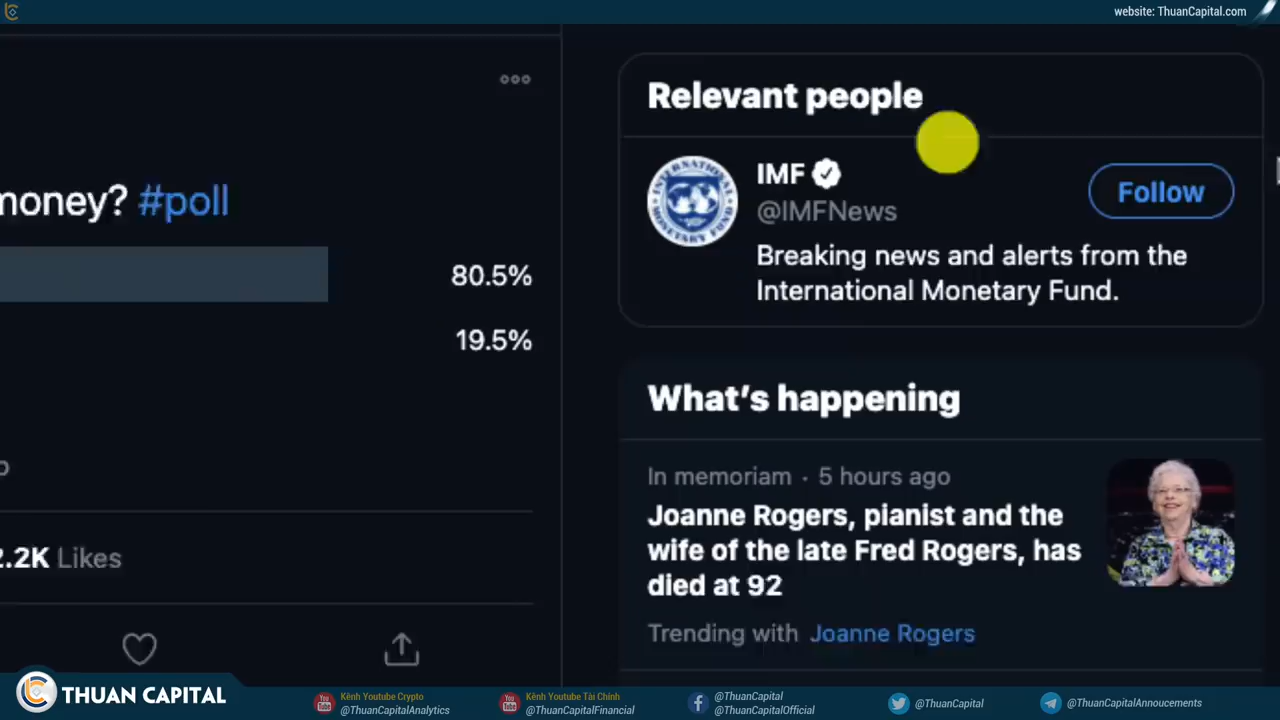 website: ThuanCapital.com
money? #poll
80.5%
19.5%
2.2K Likes
Relevant people
IMF
@IMFNews
Follow
Breaking news and alerts from the
International Monetary Fund.
INTERNATIONAL MONETARY FUND
What's happening
In memoriam · 5 hours ago
Joanne Rogers, pianist and the
wife of the late Fred Rogers, has
died at 92
Trending with Joanne Rogers
THUAN CAPITAL
Kênh Youtube Crypto
@ThuanCapitalAnalytics
Kênh Youtube Tài Chính
@ThuanCapitalFinancial
@ThuanCapital
@ThuanCapitalOfficial
@ThuanCapital
@ThuanCapitalAnnoucements